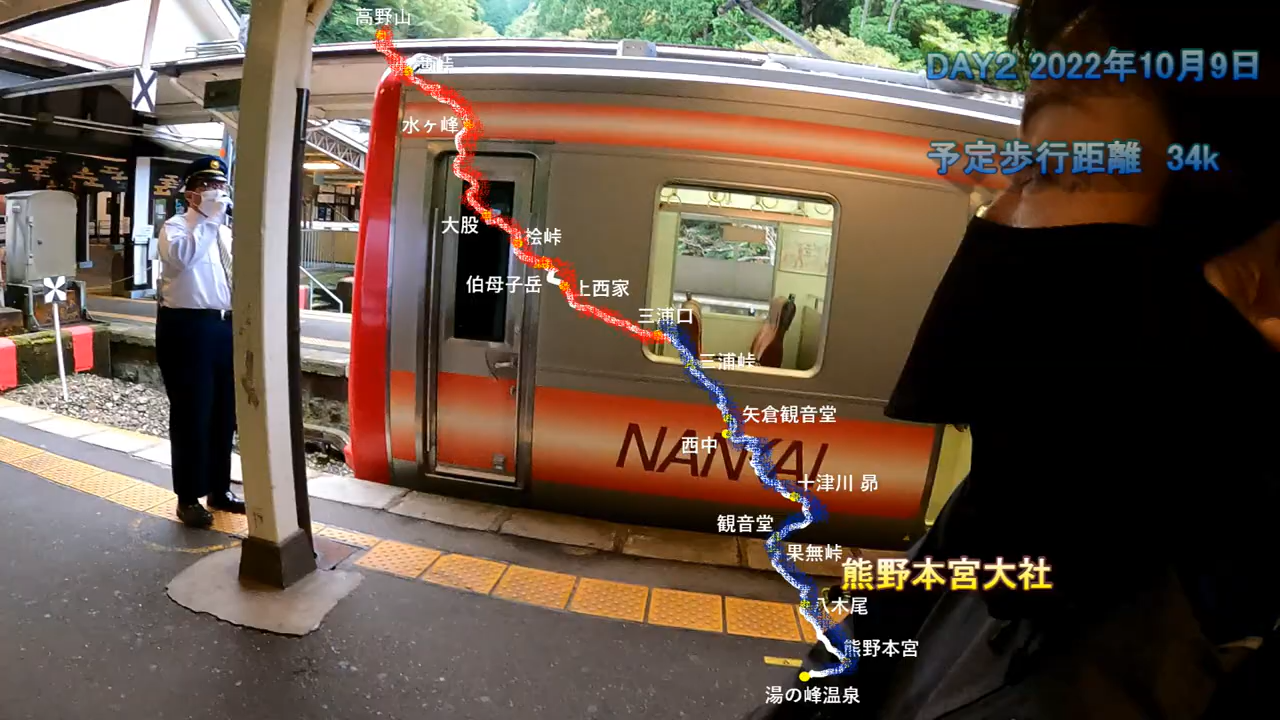 高野山
DAY2 2022年10月9日
水ヶ峰
予定歩行距離 34k
大股
桧峠
伯母子岳
上西家
三浦口
三浦峠
矢倉観音堂
西中
NANKAI
十津川 昴
観音堂
果無峠
熊野本宮大社
八木尾
熊野本宮
湯の峰温泉